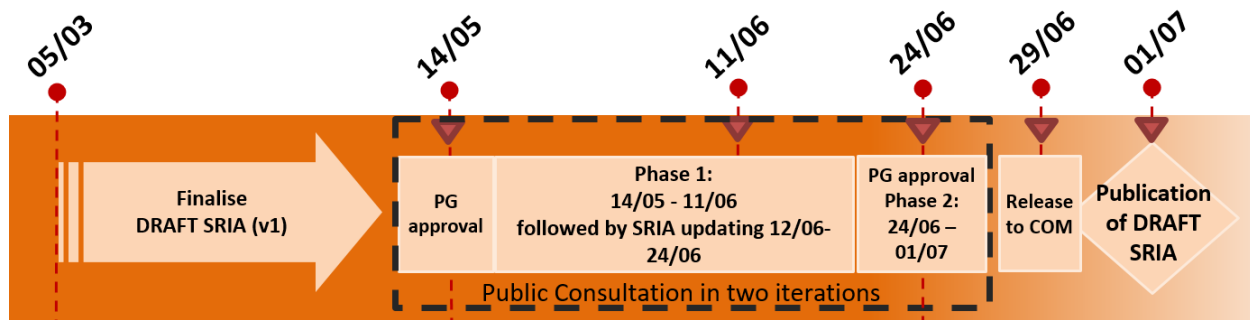 05/03
14/05
11/06
24/06
29/06
01/07
Finalise
DRAFT SRIA (v1)
PG
approval
Phase 1:
14/05 - 11/06
followed by SRIA updating 12/06-
24/06
PG approval
Phase 2:
24/06 –
01/07
Release
to COM
Publication
of DRAFT
SRIA
Public Consultation in two iterations